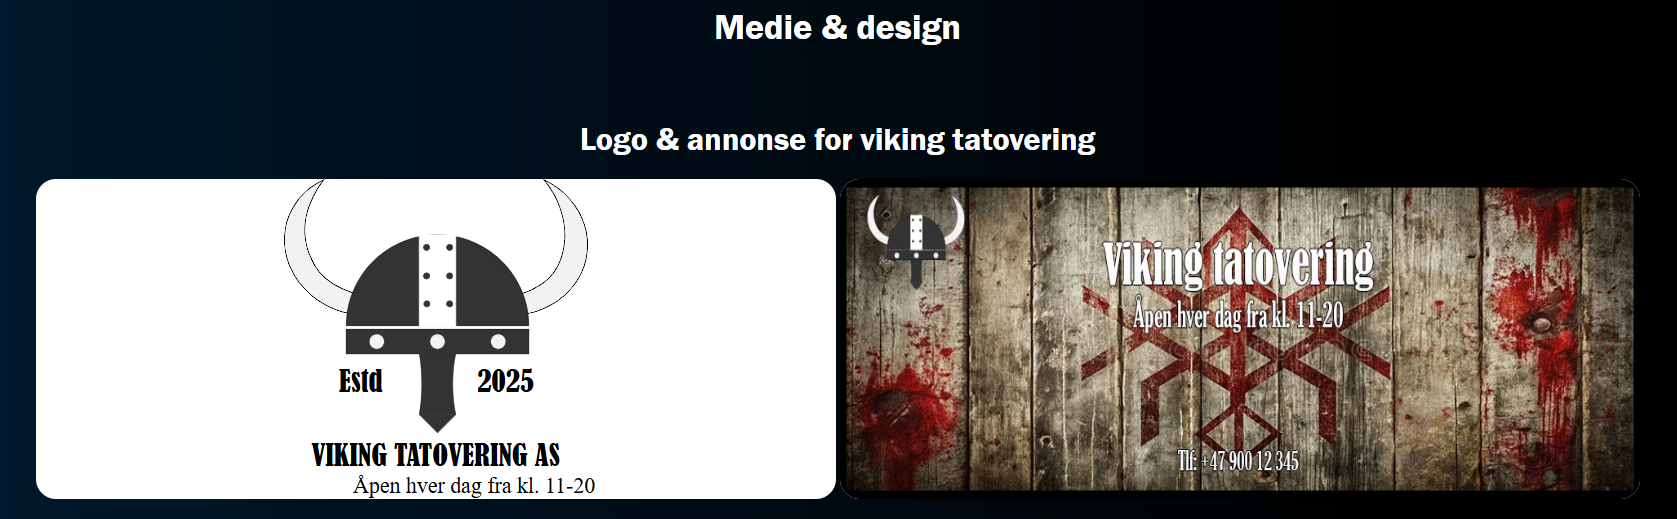 Medie & design
Logo & annonse for viking tatovering
Estd 2025
VIKING TATOVERING AS
Åpen hver dag fra kl. 11-20
Viking tatovering
Åpen hver dag fra kl. 11-20
Tlf: +47 900 12 345